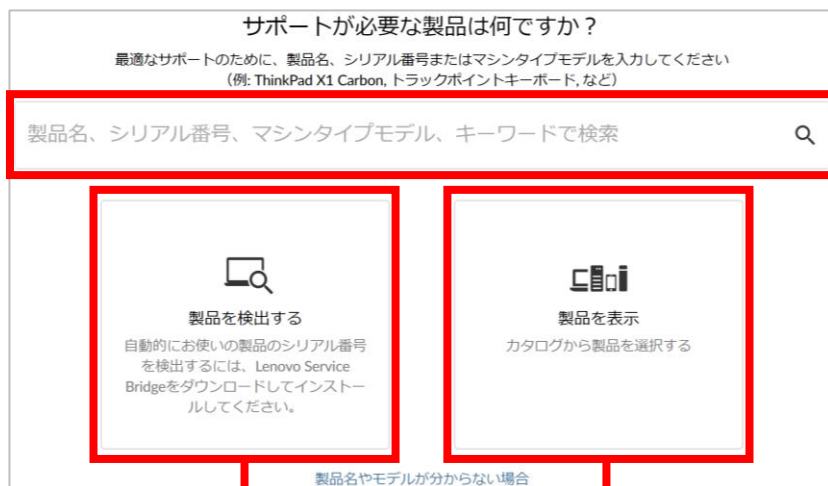 サポートが必要な製品は何ですか？
最適なサポートのために、製品名、シリアル番号またはマシンタイプモデルを入力してください
（例: ThinkPad X1 Carbon, トラックポイントキーボード, など）
製品名、シリアル番号、マシンタイプモデル、キーワードで検索
製品を検出する
自動的にお使いの製品のシリアル番号
を検出するには、Lenovo Service
Bridgeをダウンロードしてインストー
ルしてください。
製品を表示
カタログから製品を選択する
製品名やモデルが分からない場合